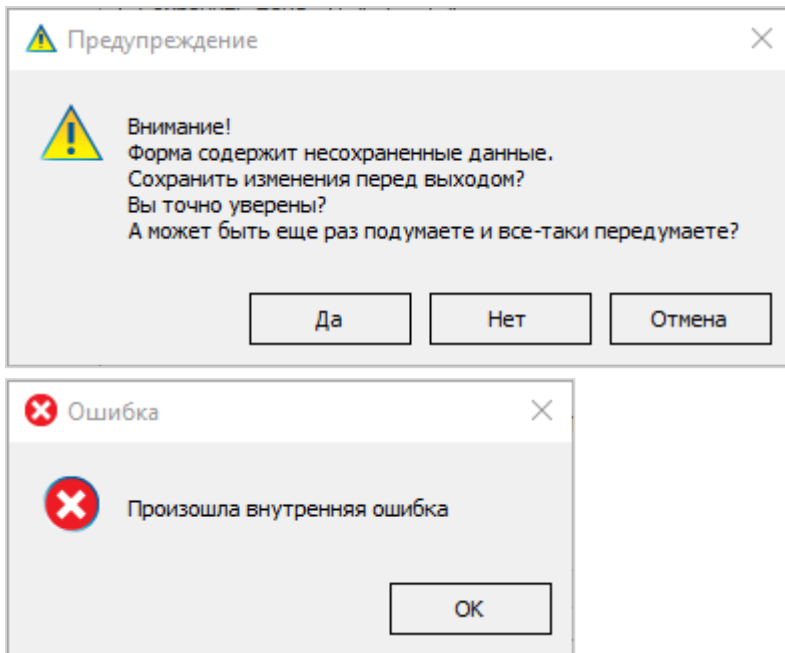 Предупреждение
Внимание!
Форма содержит несохраненные данные.
Сохранить изменения перед выходом?
Вы точно уверены?
А может быть еще раз подумаете и все-таки передумаете?
Да
Нет
Отмена
Ошибка
Произошла внутренняя ошибка
OK